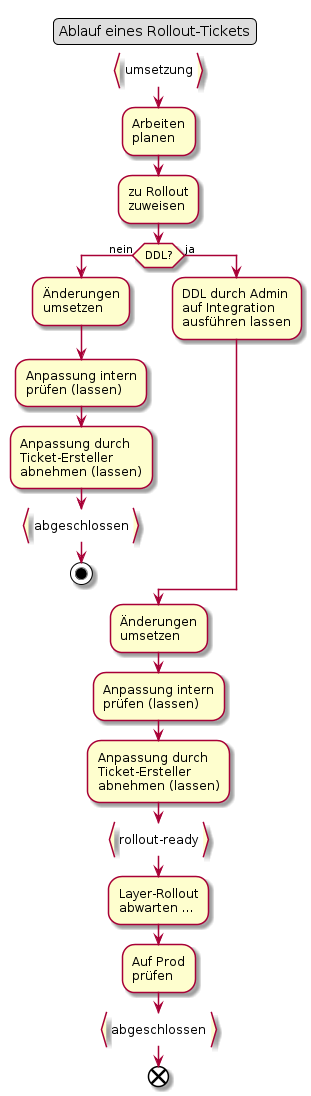 Ablauf eines Rollout-Tickets
umsetzung
Arbeiten
planen
zu Rollout
zuweisen
DDL?
nein
ja
Änderungen
umsetzen
Anpassung intern
prüfen (lassen)
Anpassung durch
Ticket-Ersteller
abnehmen (lassen)
abgeschlossen
DDL durch Admin
auf Integration
ausführen lassen
Änderungen
umsetzen
Anpassung intern
prüfen (lassen)
Anpassung durch
Ticket-Ersteller
abnehmen (lassen)
rollout-ready
Layer-Rollout
abwarten ...
Auf Prod
prüfen
abgeschlossen